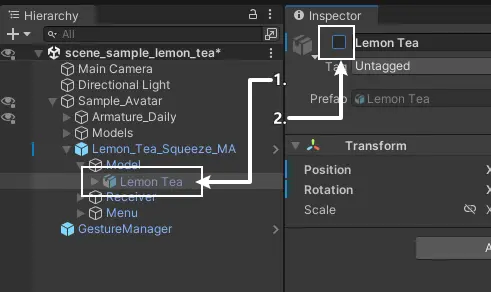 Hierarchy
All
scene_sample_lemon_tea*
Main Camera
Directional Light
Sample_Avatar
Armature_Daily
Models
Lemon_Tea_Squeeze_MA
Model
Lemon Tea
Receiver
Menu
GestureManager
1.
2.
Inspector
Lemon Tea
Tag Untagged
Prefab Lemon Tea
Transform
Position
Rotation
Scale X
A